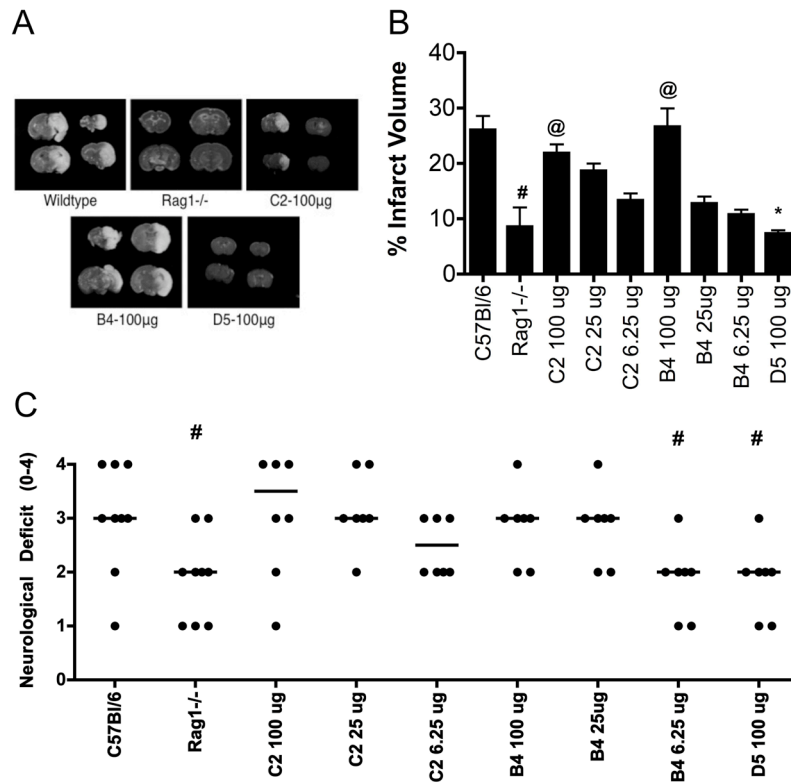 A
Wildtype
Rag1-/-
C2-100µg
B4-100µg
D5-100µg
B
% Infarct Volume
40
30
20
10
0
#
@
@
*
C57Bl/6
Rag1-/-
C2 100 ug
C2 25 ug
C2 6.25 ug
B4 100 ug
B4 25ug
B4 6.25 ug
D5 100 ug
C
Neurological Deficit (0-4)
4
3
2
1
0
#
#
#
C57Bl/6
Rag1-/-
C2 100 ug
C2 25 ug
C2 6.25 ug
B4 100 ug
B4 25ug
B4 6.25 ug
D5 100 ug